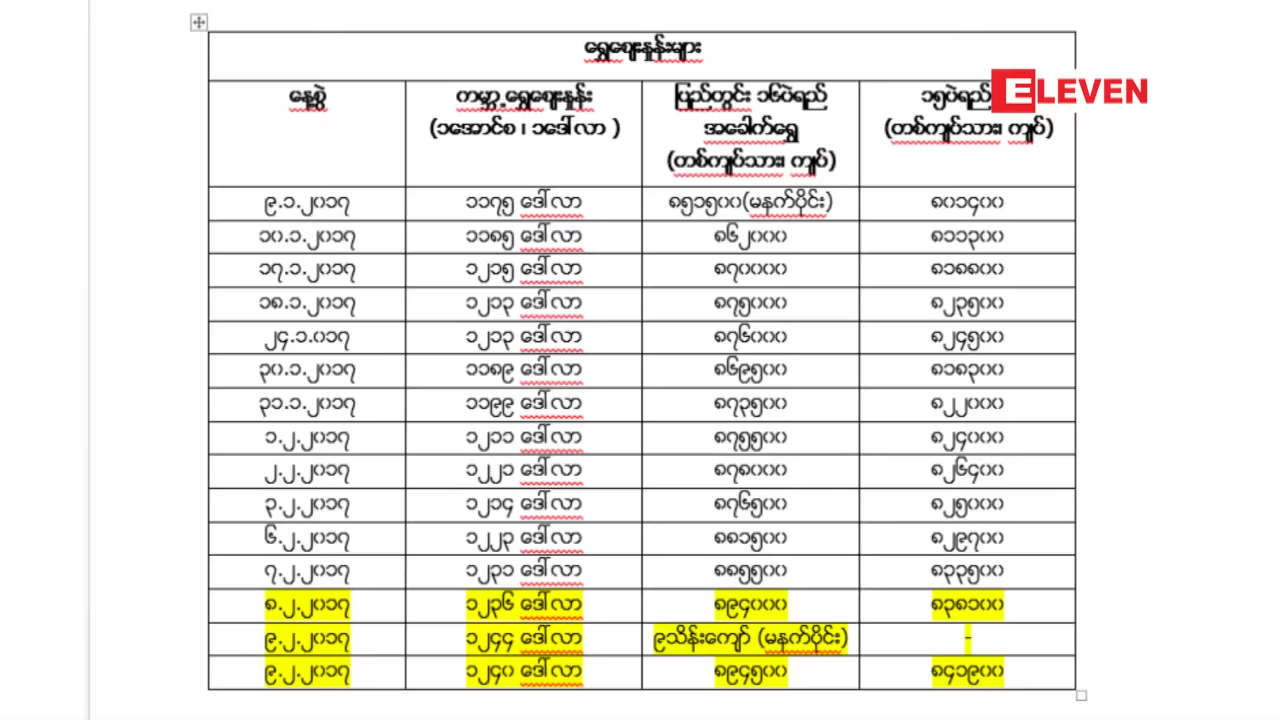 ရွှေဈေးနှုန်းများ
နေ့စွဲ ကမ္ဘာ့ရွှေဈေးနှုန်း ပြည်တွင်း ၁၆ပဲရည် ၁၅ပဲရည် ELEVEN
(၁အောင်စ ၊ ၁ဒေါ်လာ ) အခေါက်ရွှေ (တစ်ကျပ်သား၊ ကျပ်)
(တစ်ကျပ်သား၊ ကျပ်)
၉.၁.၂၀၁၇ ၁၁၇၅ ဒေါ်လာ ၈၅၁၅၀၀(မနက်ပိုင်း) ၈၀၁၄၀၀
၁၀.၁.၂၀၁၇ ၁၁၈၅ ဒေါ်လာ ၈၆၂၀၀၀ ၈၁၁၃၀၀
၁၇.၁.၂၀၁၇ ၁၂၁၅ ဒေါ်လာ ၈၇၀၀၀၀ ၈၁၈၈၀၀
၁၈.၁.၂၀၁၇ ၁၂၁၃ ဒေါ်လာ ၈၇၅၀၀၀ ၈၂၃၅၀၀
၂၄.၁.၀၁၇ ၁၂၁၃ ဒေါ်လာ ၈၇၆၀၀၀ ၈၂၄၅၀၀
၃၀.၁.၂၀၁၇ ၁၁၈၉ ဒေါ်လာ ၈၆၉၅၀၀ ၈၁၈၃၀၀
၃၁.၁.၂၀၁၇ ၁၁၉၉ ဒေါ်လာ ၈၇၃၅၀၀ ၈၂၂၀၀၀
၁.၂.၂၀၁၇ ၁၂၁၁ ဒေါ်လာ ၈၇၅၅၀၀ ၈၂၄၀၀၀
၂.၂.၂၀၁၇ ၁၂၂၁ ဒေါ်လာ ၈၇၈၀၀၀ ၈၂၆၄၀၀
၃.၂.၂၀၁၇ ၁၂၁၄ ဒေါ်လာ ၈၇၆၅၀၀ ၈၂၅၀၀၀
၆.၂.၂၀၁၇ ၁၂၂၃ ဒေါ်လာ ၈၈၁၅၀၀ ၈၂၉၇၀၀
၇.၂.၂၀၁၇ ၁၂၃၁ ဒေါ်လာ ၈၈၅၅၀၀ ၈၃၃၅၀၀
၈.၂.၂၀၁၇ ၁၂၃၆ ဒေါ်လာ ၈၉၄၀၀၀ ၈၃၈၁၀၀
၉.၂.၂၀၁၇ ၁၂၄၄ ဒေါ်လာ ၉သိန်းကျော် (မနက်ပိုင်း) -
၉.၂.၂၀၁၇ ၁၂၄၀ ဒေါ်လာ ၈၉၄၅၀၀ ၈၄၁၉၀၀